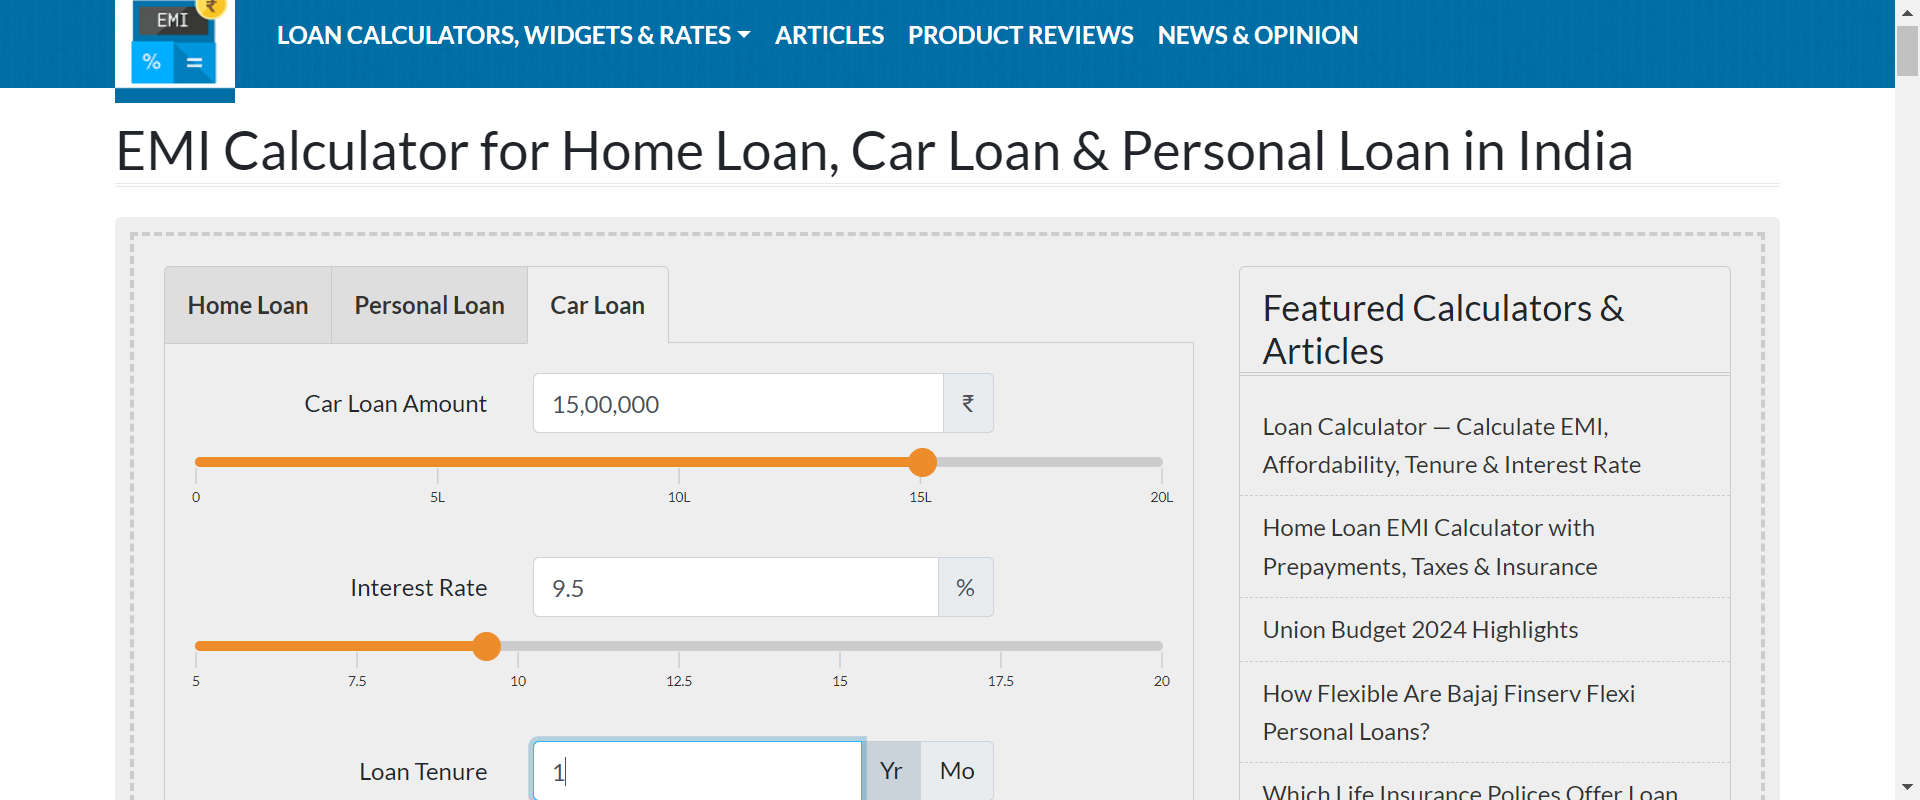 EMI
₹
% =
LOAN CALCULATORS, WIDGETS & RATES ARTICLES PRODUCT REVIEWS NEWS & OPINION
EMI Calculator for Home Loan, Car Loan & Personal Loan in India
Home Loan Personal Loan Car Loan
Car Loan Amount 15,00,000 ₹
0 5L 10L 15L 20L
Interest Rate 9.5 %
5 7.5 10 12.5 15 17.5 20
Loan Tenure 1 Yr Mo
Featured Calculators &
Articles
Loan Calculator — Calculate EMI,
Affordability, Tenure & Interest Rate
Home Loan EMI Calculator with
Prepayments, Taxes & Insurance
Union Budget 2024 Highlights
How Flexible Are Bajaj Finserv Flexi
Personal Loans?
Which Life Insurance Polices Offer Loan